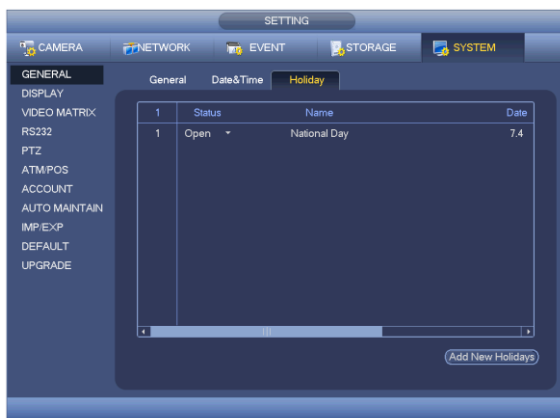 SETTING
CAMERA NETWORK EVENT STORAGE SYSTEM
GENERAL
DISPLAY
VIDEO MATRIX
RS232
PTZ
ATM/POS
ACCOUNT
AUTO MAINTAIN
IMP/EXP
DEFAULT
UPGRADE
General Date&Time Holiday
1 Status Name Date
1 Open National Day 7.4
Add New Holidays